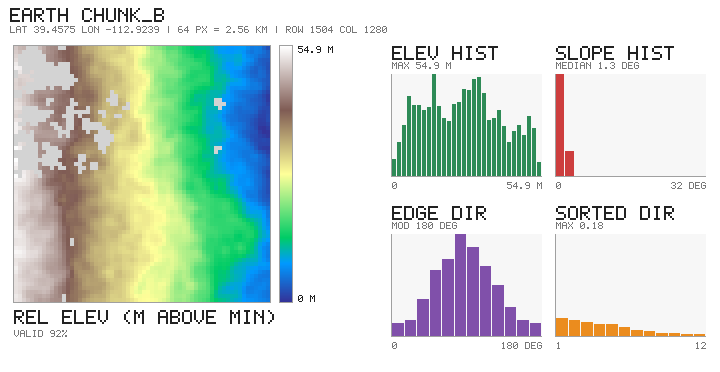 EARTH CHUNK_B
LAT 39.4575 LON -112.9239 | 64 PX = 2.56 KM | ROW 1504 COL 1280
54.9 M
0 M
REL ELEV (M ABOVE MIN)
VALID 92%
ELEV HIST
MAX 54.9 M
0 54.9 M
SLOPE HIST
MEDIAN 1.3 DEG
0 32 DEG
EDGE DIR
MOD 180 DEG
0 180 DEG
SORTED DIR
MAX 0.18
1 12